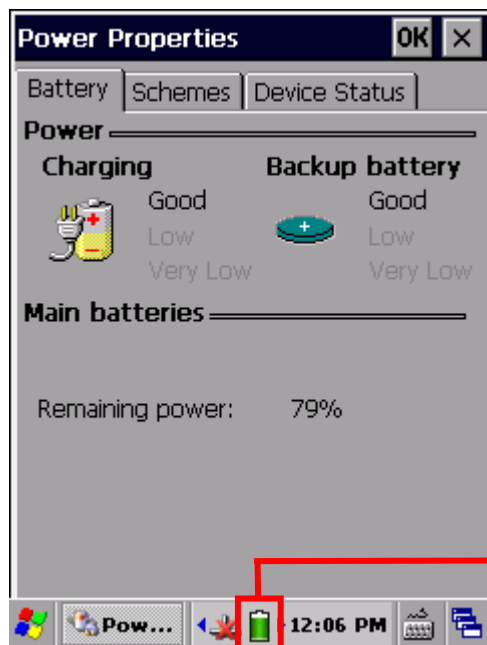 Power Properties OK ×
Battery Schemes Device Status
Power
Charging Backup battery
Good Good
Low Low
Very Low Very Low
Main batteries
Remaining power: 79%
Pow... 12:06 PM